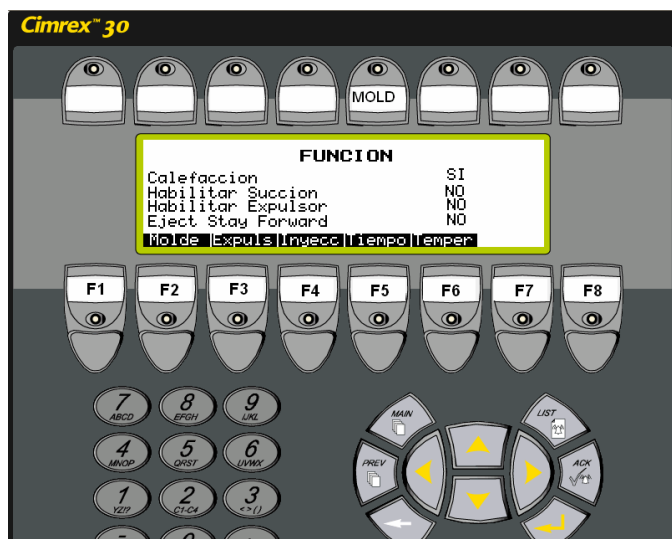 Cimrex™ 30
MOLD
FUNCION
Calefaccion SI
Habilitar Succion NO
Habilitar Expulsor NO
Eject Stay Forward NO
Molde |Expuls|Inyecc|Tiempo|Temper
F1 F2 F3 F4 F5 F6 F7 F8
7 8 9
ABCD EFGH IJKL
MAIN LIST
4 5 6
MNOP QRST UVWX
PREV ACK
1 2 3
YZ!? C1-C4 <>()